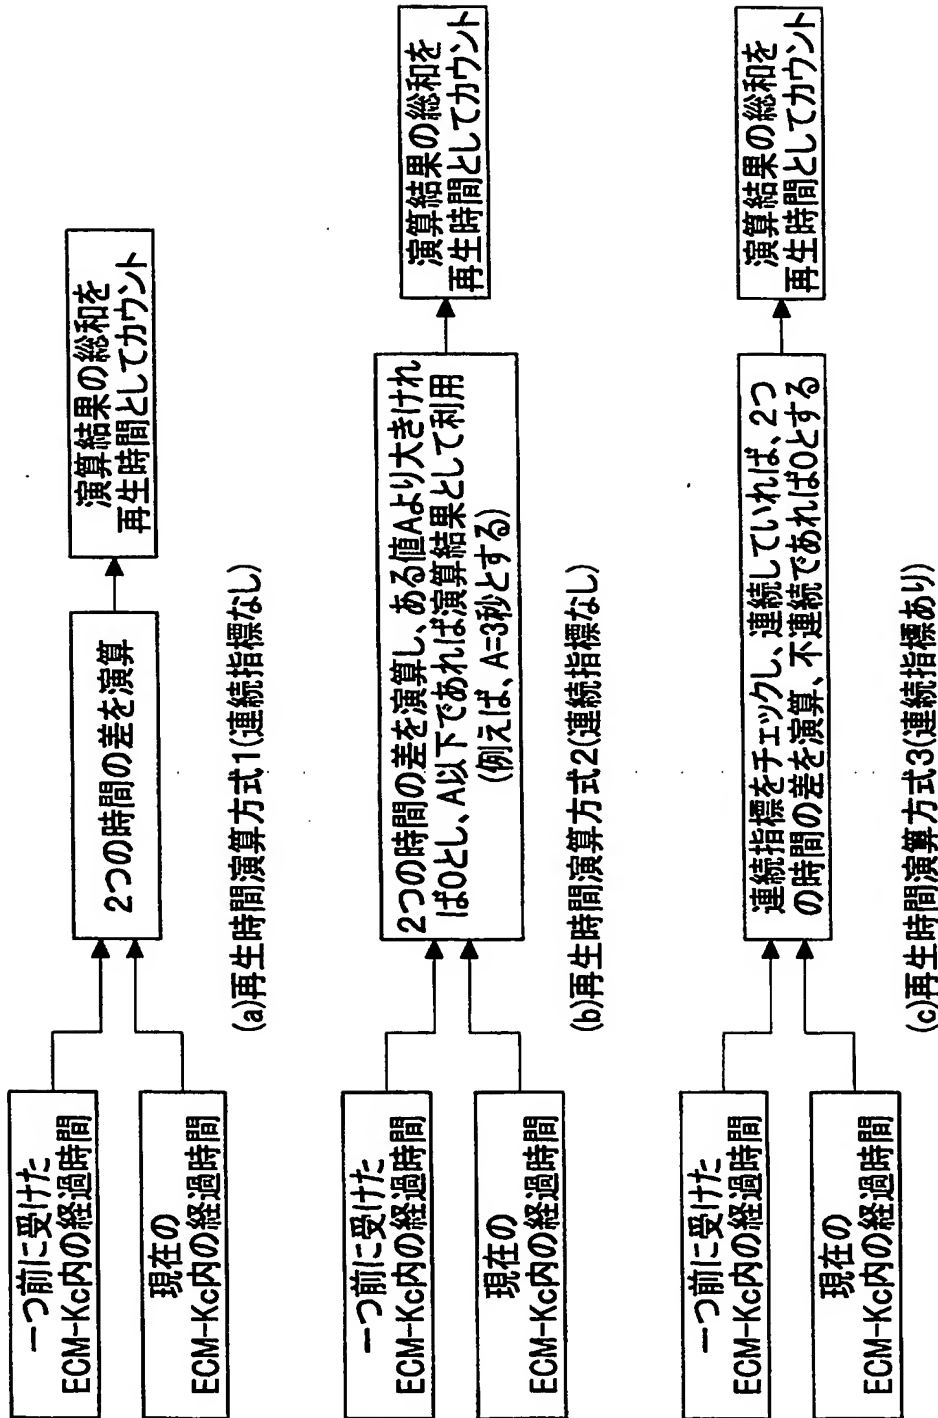 一つ前に受けた
ECM-Kc内の経過時間
現在の
ECM-Kc内の経過時間
2つの時間の差を演算
演算結果の総和を
再生時間としてカウント
(a)再生時間演算方式1(連続指標なし)
一つ前に受けた
ECM-Kc内の経過時間
現在の
ECM-Kc内の経過時間
2つの時間の差を演算し、ある値Aより大きけれ
ば0とし、A以下であれば演算結果として利用
(例えば、A=3秒とする)
演算結果の総和を
再生時間としてカウント
(b)再生時間演算方式2(連続指標なし)
一つ前に受けた
ECM-Kc内の経過時間
現在の
ECM-Kc内の経過時間
連続指標をチェックし、連続していれば、2つ
の時間の差を演算、不連続であれば0とする
演算結果の総和を
再生時間としてカウント
(c)再生時間演算方式3(連続指標あり)